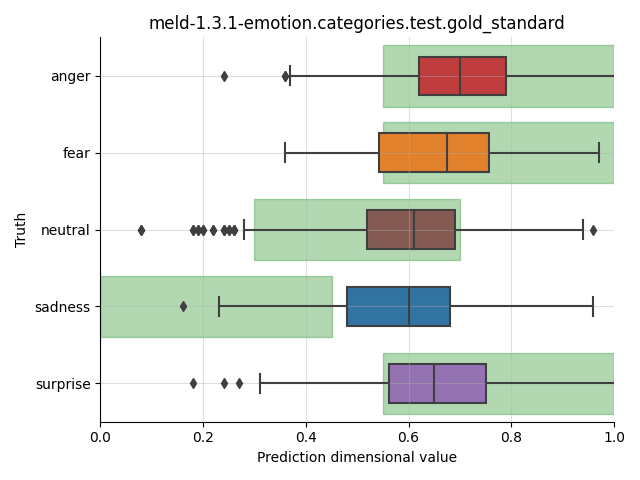 meld-1.3.1-emotion.categories.test.gold_standard
Truth
anger
fear
neutral
sadness
surprise
0.0 0.2 0.4 0.6 0.8 1.0
Prediction dimensional value